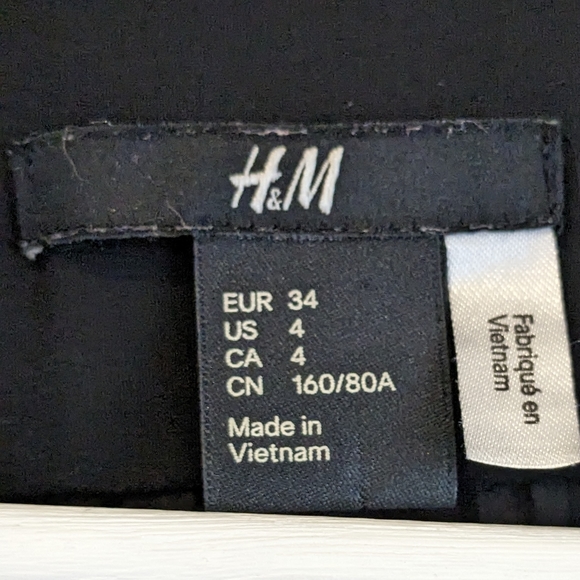 H&M
EUR 34
US 4
CA 4
CN 160/80A
Made in
Vietnam
Fabriqué en
Vietnam